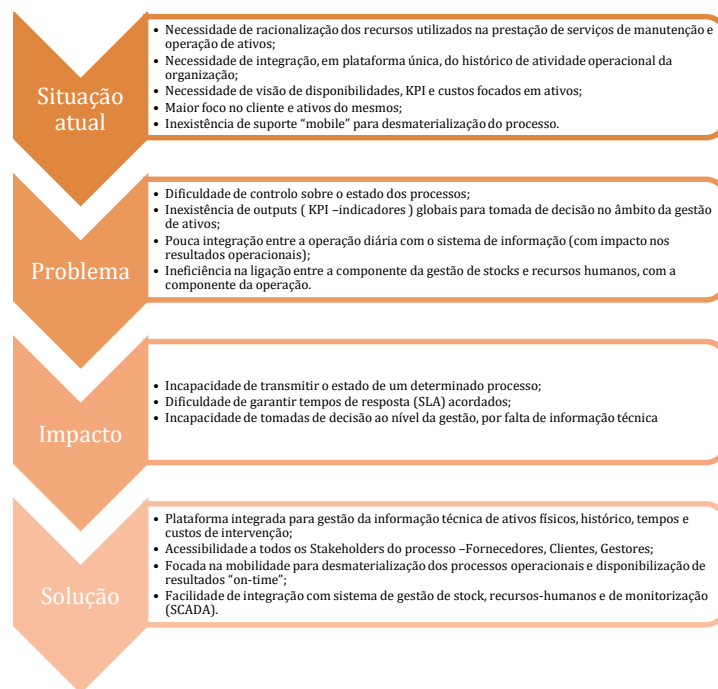 Situação
atual
• Necessidade de racionalização dos recursos utilizados na prestação de serviços de manutenção e
operação de ativos;
• Necessidade de integração, em plataforma única, do histórico de atividade operacional da
organização;
• Necessidade de visão de disponibilidades, KPI e custos focados em ativos;
• Maior foco no cliente e ativos do mesmos;
• Inexistência de suporte “mobile” para desmaterialização do processo.
Problema
• Dificuldade de controlo sobre o estado dos processos;
• Inexistência de outputs ( KPI –indicadores ) globais para tomada de decisão no âmbito da gestão
de ativos;
• Pouca integração entre a operação diária com o sistema de informação (com impacto nos
resultados operacionais);
• Ineficiência na ligação entre a componente da gestão de stocks e recursos humanos, com a
componente da operação.
Impacto
• Incapacidade de transmitir o estado de um determinado processo;
• Dificuldade de garantir tempos de resposta (SLA) acordados;
• Incapacidade de tomadas de decisão ao nível da gestão, por falta de informação técnica
Solução
• Plataforma integrada para gestão da informação técnica de ativos físicos, histórico, tempos e
custos de intervenção;
• Acessibilidade a todos os Stakeholders do processo –Fornecedores, Clientes, Gestores;
• Focada na mobilidade para desmaterialização dos processos operacionais e disponibilização de
resultados “on-time”;
• Facilidade de integração com sistema de gestão de stock, recursos-humanos e de monitorização
(SCADA).